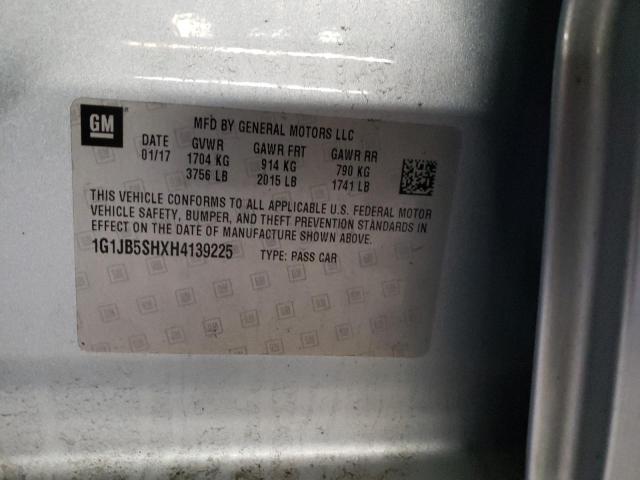 GM
MFD BY GENERAL MOTORS LLC
DATE GVWR GAWR FRT GAWR RR
01/17 1704 KG 914 KG 790 KG
3756 LB 2015 LB 1741 LB
THIS VEHICLE CONFORMS TO ALL APPLICABLE U.S. FEDERAL MOTOR
VEHICLE SAFETY, BUMPER, AND THEFT PREVENTION STANDARDS IN
EFFECT ON THE DATE OF MANUFACTURE SHOWN ABOVE.
1G1JB5SHXH4139225 TYPE: PASS CAR